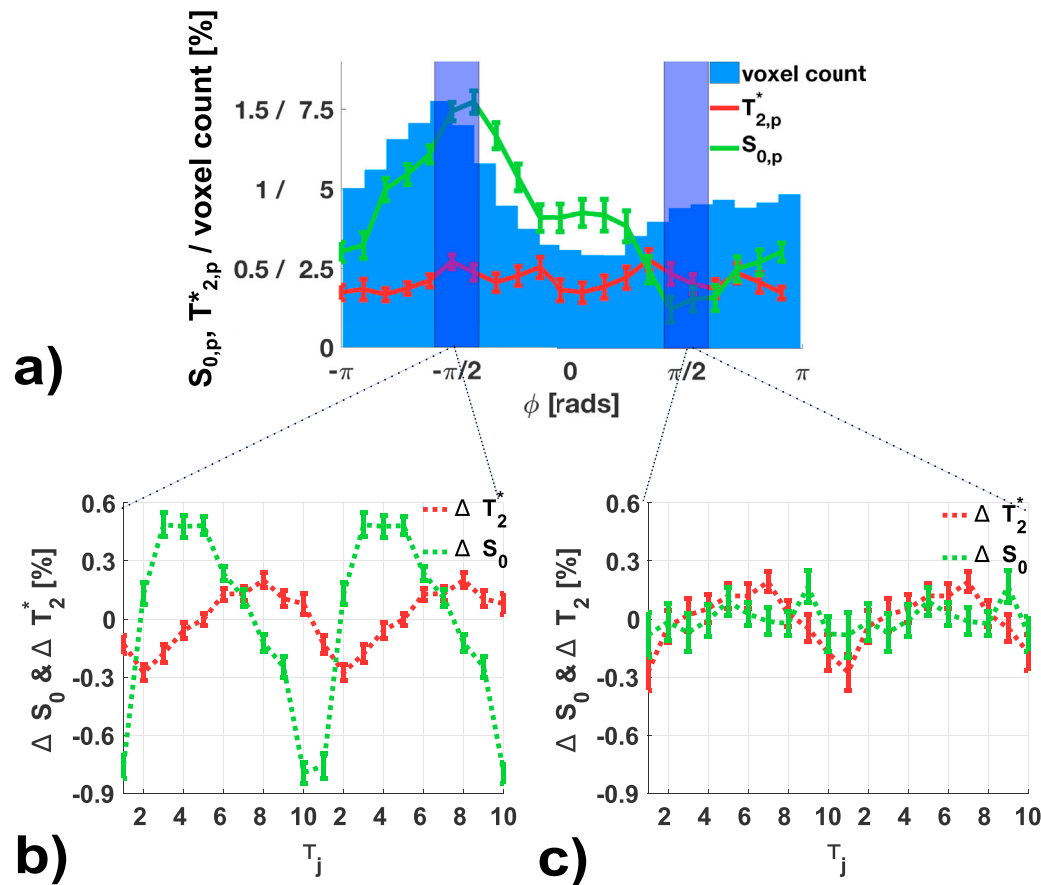 S0,p, T*2,p / voxel count [%]
voxel count
T*2,p
S0,p
1.5 / 7.5
1 / 5
0.5 / 2.5
0
-π -π/2 0 π/2 π
ϕ [rads]
a)
Δ S0 & Δ T*2 [%]
0.6
0.3
0
-0.3
-0.6
-0.9
Δ T*2
Δ S0
2 4 6 8 10 2 4 6 8 10
τj
b)
Δ S0 & Δ T2 [%]
0.6
0.3
0
-0.3
-0.6
-0.9
Δ T*2
Δ S0
2 4 6 8 10 2 4 6 8 10
τj
c)